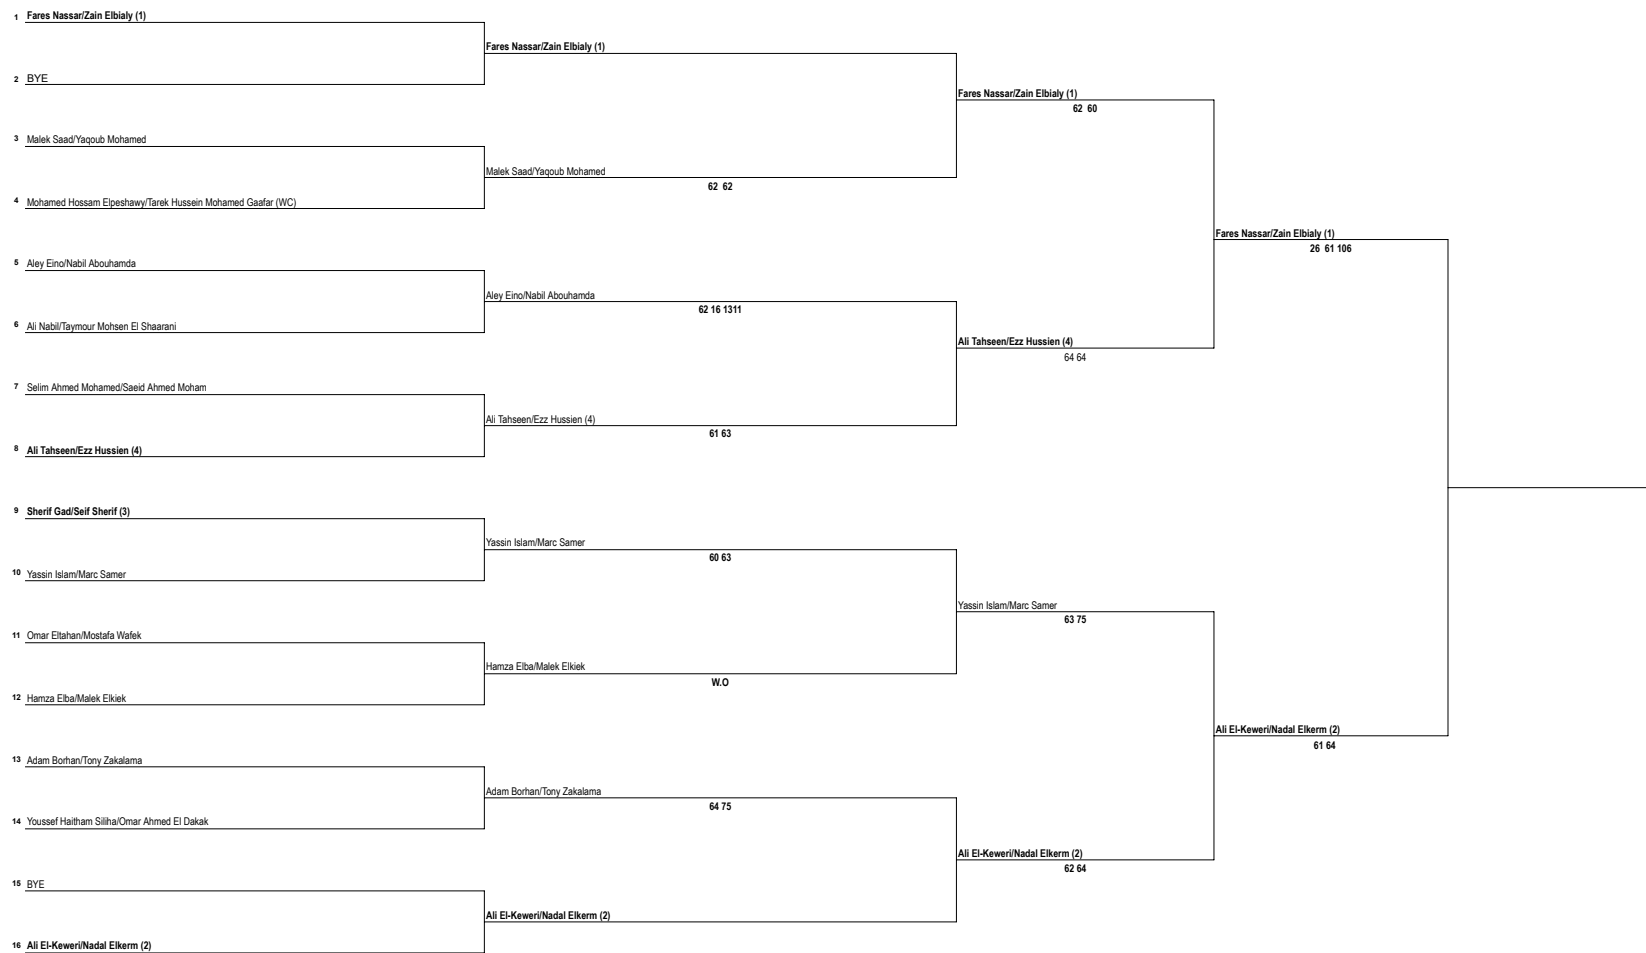 1 Fares Nassar/Zain Elbialy (1)
Fares Nassar/Zain Elbialy (1)
2 BYE
Fares Nassar/Zain Elbialy (1)
62 60
3 Malek Saad/Yaqoub Mohamed
Malek Saad/Yaqoub Mohamed
62 62
4 Mohamed Hossam Elpeshawy/Tarek Hussein Mohamed Gaafar (WC)
Fares Nassar/Zain Elbialy (1)
26 61 106
5 Aley Eino/Nabil Abouhamda
Aley Eino/Nabil Abouhamda
62 16 1311
6 Ali Nabil/Taymour Mohsen El Shaarani
Ali Tahseen/Ezz Hussien (4)
64 64
7 Selim Ahmed Mohamed/Saeid Ahmed Moham
Ali Tahseen/Ezz Hussien (4)
61 63
8 Ali Tahseen/Ezz Hussien (4)
9 Sherif Gad/Seif Sherif (3)
Yassin Islam/Marc Samer
60 63
10 Yassin Islam/Marc Samer
Yassin Islam/Marc Samer
63 75
11 Omar Eltahan/Mostafa Wafek
Hamza Elba/Malek Elkiek
W.O
12 Hamza Elba/Malek Elkiek
Ali El-Keweri/Nadal Elkerm (2)
61 64
13 Adam Borhan/Tony Zakalama
Adam Borhan/Tony Zakalama
64 75
14 Youssef Haitham Siliha/Omar Ahmed El Dakak
Ali El-Keweri/Nadal Elkerm (2)
62 64
15 BYE
Ali El-Keweri/Nadal Elkerm (2)
16 Ali El-Keweri/Nadal Elkerm (2)